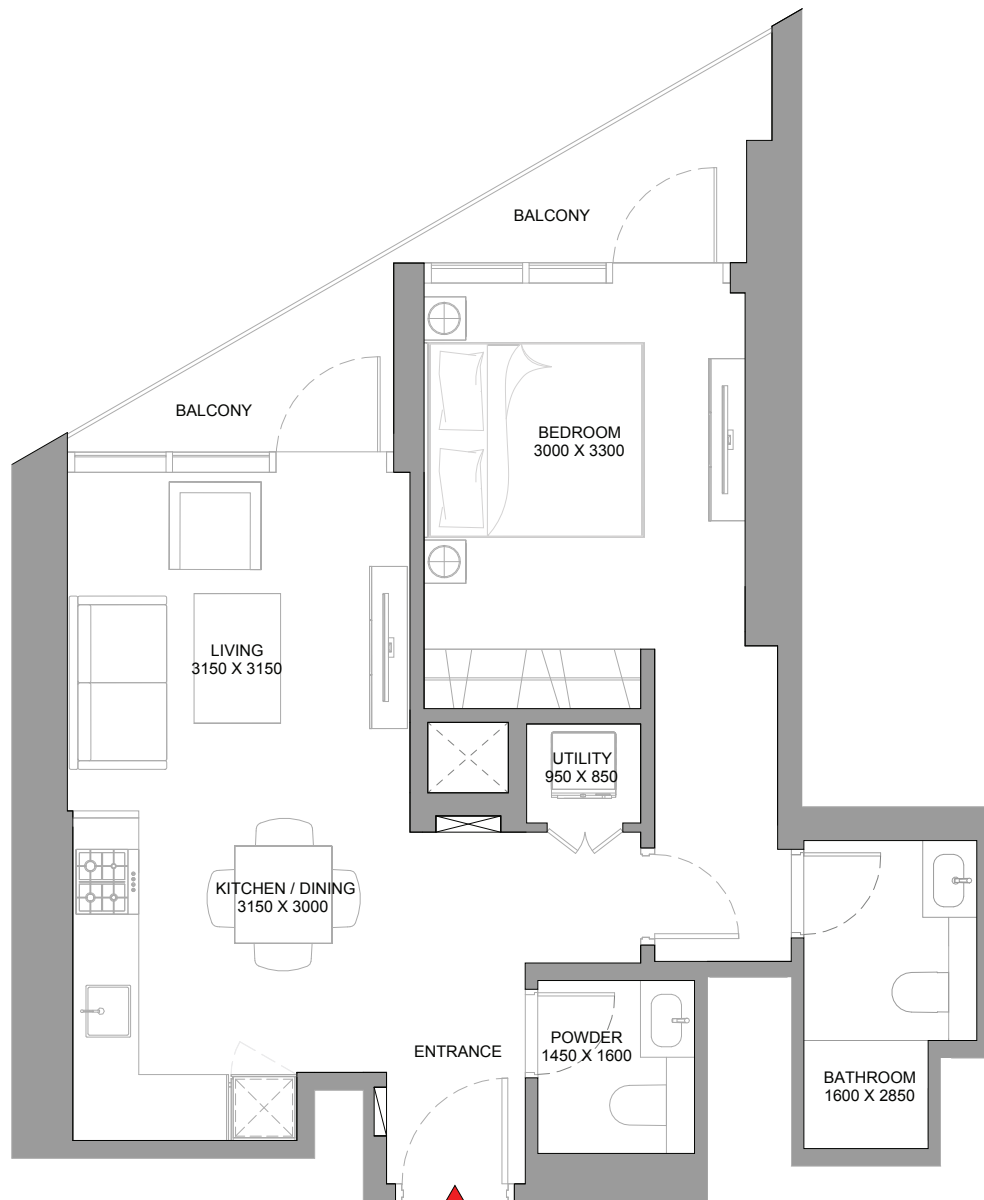 BALCONY
BALCONY
BEDROOM
3000 X 3300
LIVING
3150 X 3150
UTILITY
950 X 850
KITCHEN / DINING
3150 X 3000
ENTRANCE
POWDER
1450 X 1600
BATHROOM
1600 X 2850